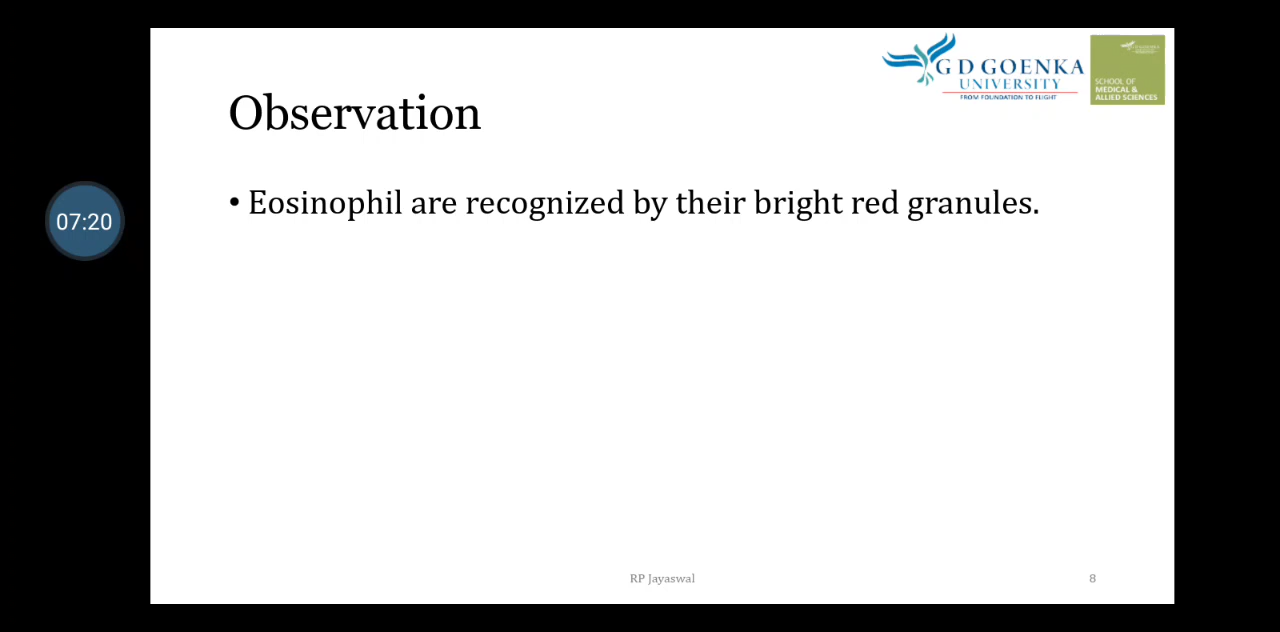 G D GOENKA
UNIVERSITY
FROM FOUNDATION TO FLIGHT
SCHOOL OF
MEDICAL &
ALLIED SCIENCES
Observation
07:20
• Eosinophil are recognized by their bright red granules.
RP Jayaswal
8